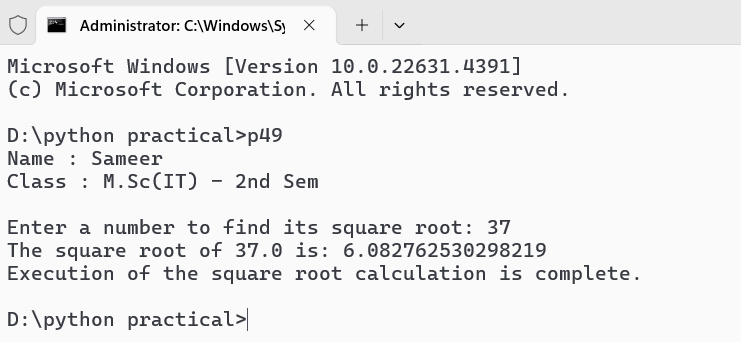 Administrator: C:\Windows\Sy
Microsoft Windows [Version 10.0.22631.4391]
(c) Microsoft Corporation. All rights reserved.
D:\python practical>p49
Name : Sameer
Class : M.Sc(IT) - 2nd Sem
Enter a number to find its square root: 37
The square root of 37.0 is: 6.082762530298219
Execution of the square root calculation is complete.
D:\python practical>